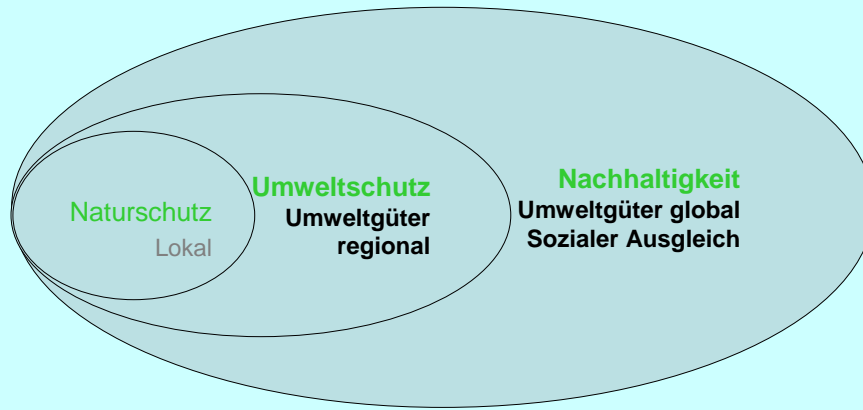 Naturschutz
Lokal
Umweltschutz
Umweltgüter
regional
Nachhaltigkeit
Umweltgüter global
Sozialer Ausgleich